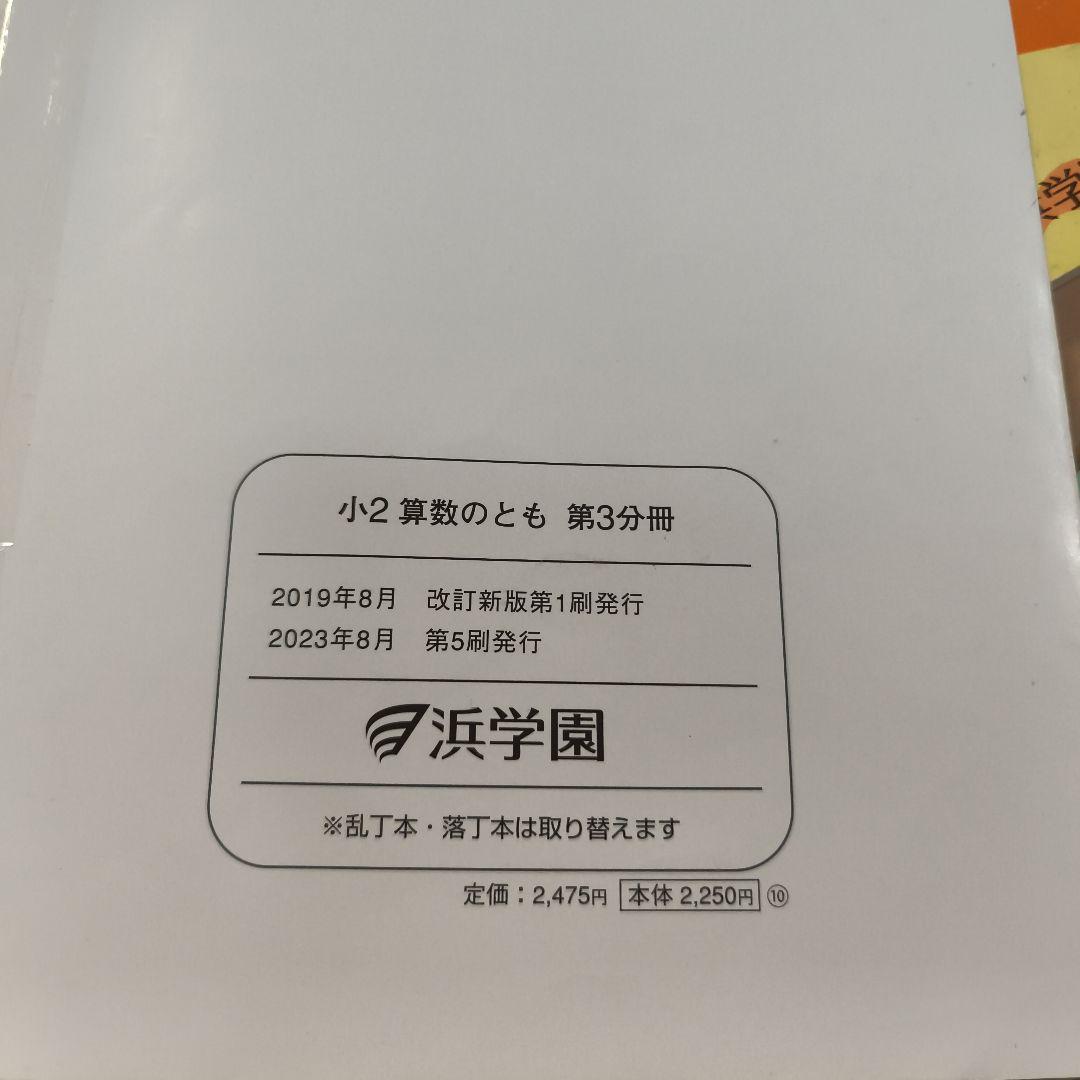 小2 算数のとも 第3分冊
2019年8月 改訂新版第1刷発行
2023年8月 第5刷発行
浜学園
※乱丁本・落丁本は取り替えます
定価：2,475円 本体 2,250円 ⑩
学